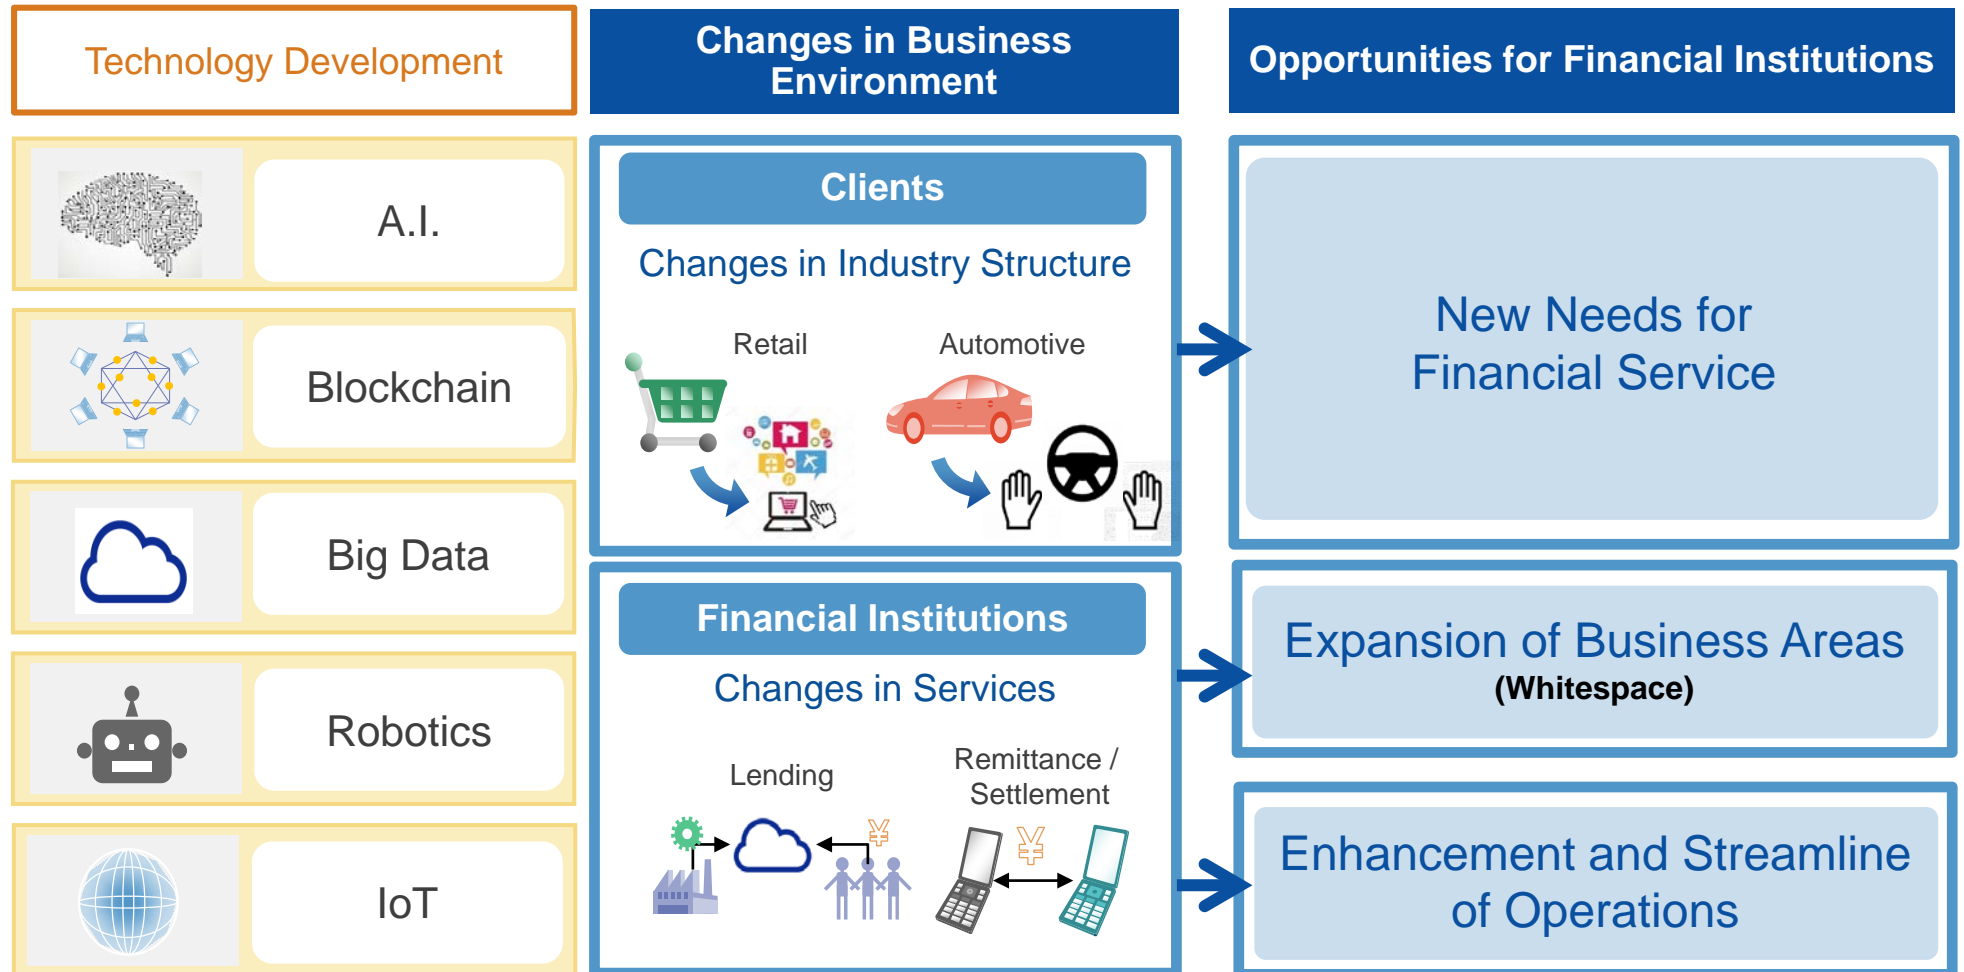 Technology Development
Changes in Business
Environment
Opportunities for Financial Institutions
A.I.
Blockchain
Big Data
Robotics
IoT
Clients
Changes in Industry Structure
Retail
Automotive
Financial Institutions
Changes in Services
Lending
Remittance /
Settlement
¥
¥
New Needs for
Financial Service
Expansion of Business Areas
(Whitespace)
Enhancement and Streamline
of Operations